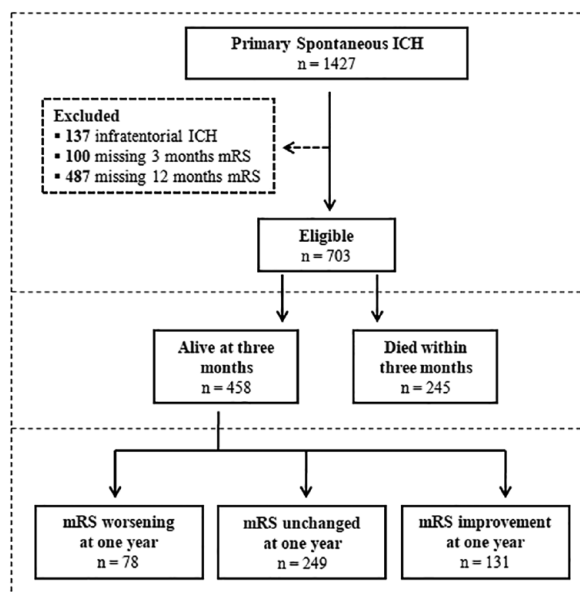 Primary Spontaneous ICH
n = 1427
Excluded
▪ 137 infratentorial ICH
▪ 100 missing 3 months mRS
▪ 487 missing 12 months mRS
Eligible
n = 703
Alive at three
months
n = 458
Died within
three months
n = 245
mRS worsening
at one year
n = 78
mRS unchanged
at one year
n = 249
mRS improvement
at one year
n = 131